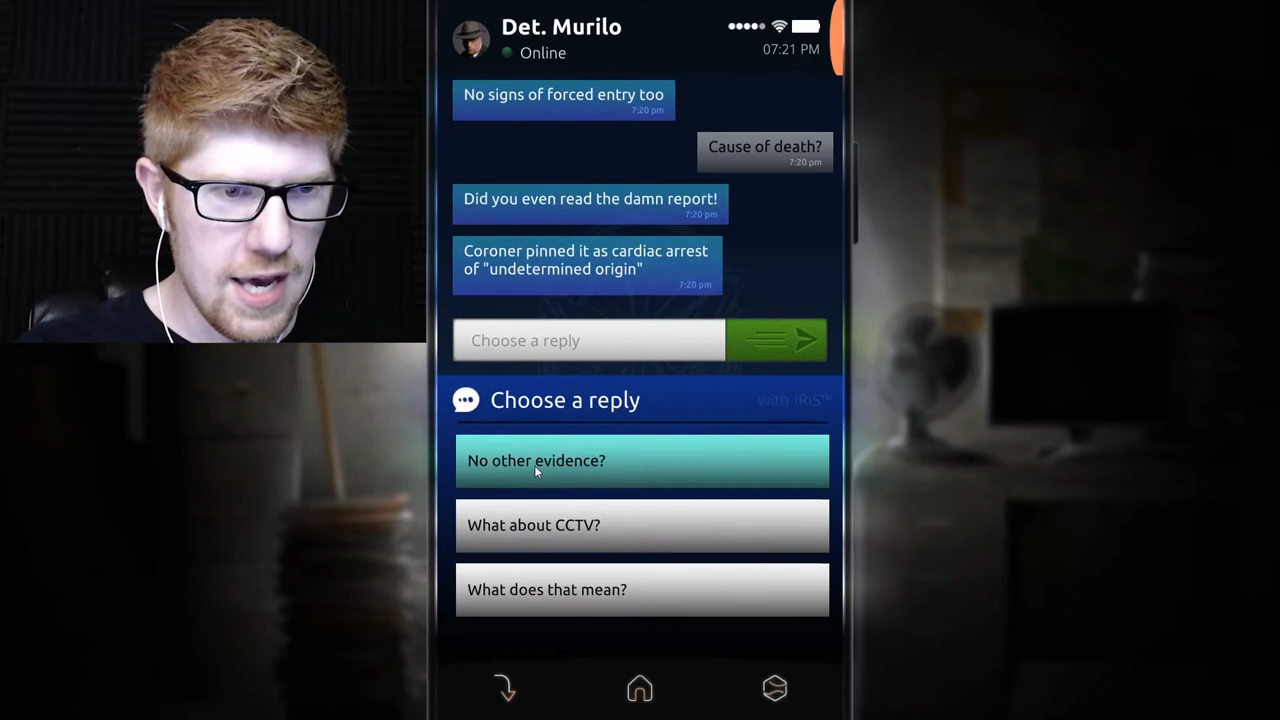 Det. Murilo
Online
07:21 PM
No signs of forced entry too
7:20 pm
Cause of death?
7:20 pm
Did you even read the damn report!
7:20 pm
Coroner pinned it as cardiac arrest
of "undetermined origin"
7:20 pm
Choose a reply
Choose a reply
with IRIS™
No other evidence?
What about CCTV?
What does that mean?